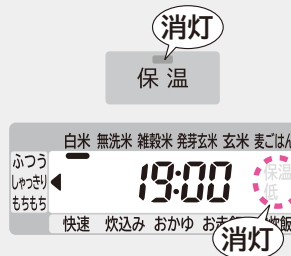 消灯
保温
白米 無洗米 雑穀米 発芽玄米 玄米 麦ごはん
ふつう
しゃっきり
もちもち
19:00
保温
低
快速 炊込み おかゆ
消灯